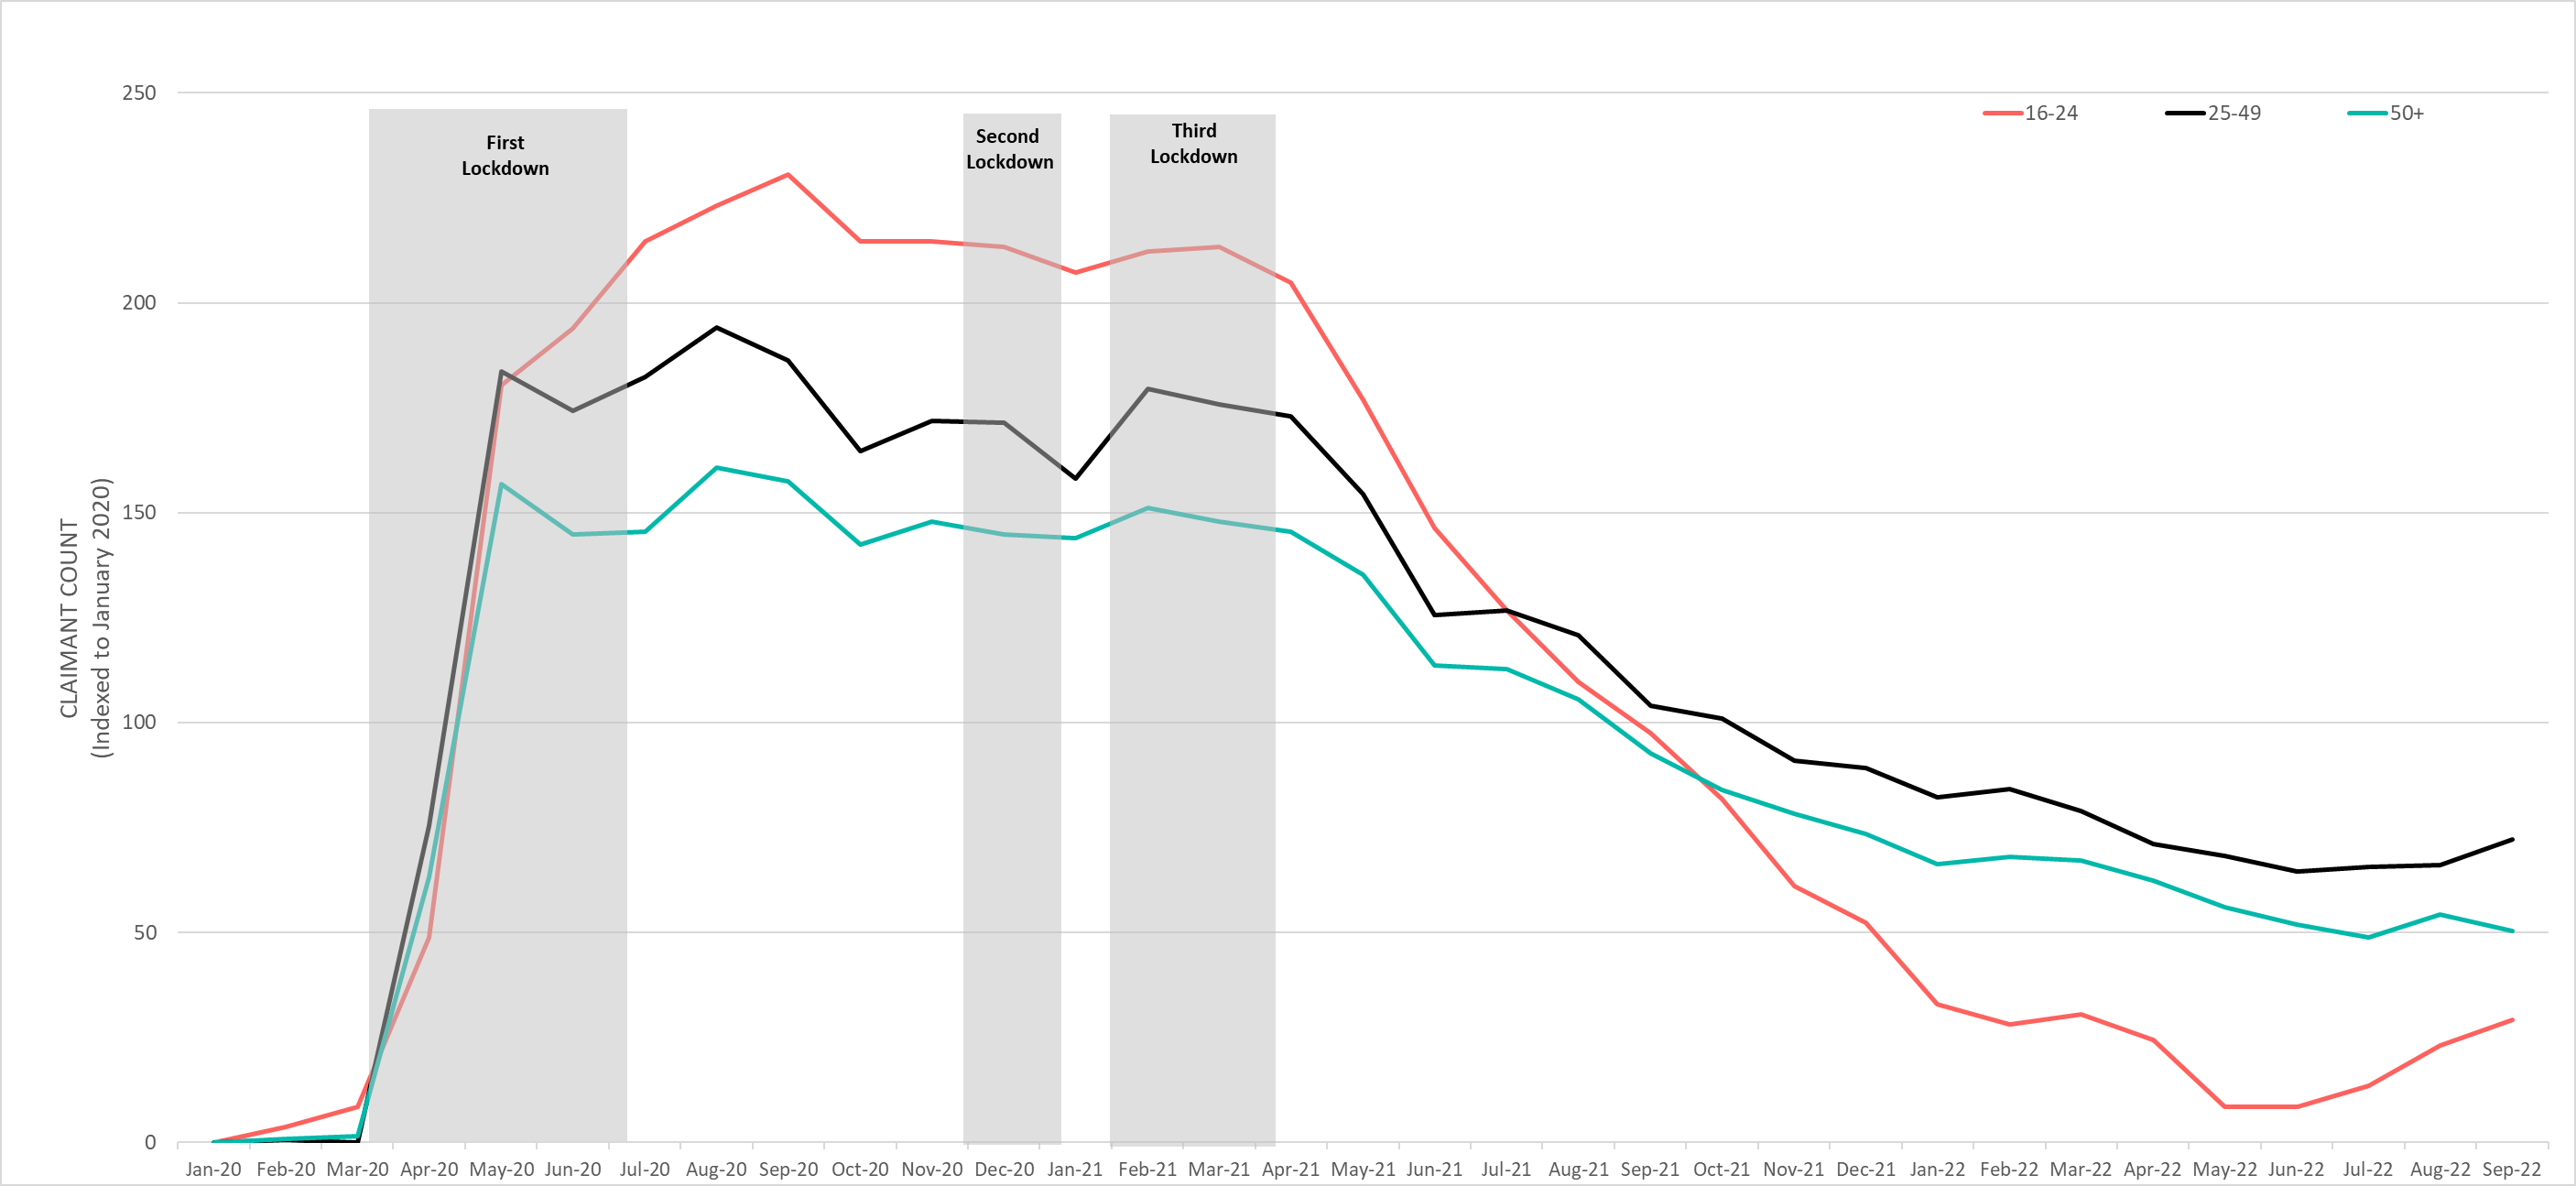 250
200
150
100
50
0
CLAIMANT COUNT
(Indexed to January 2020)
First
Lockdown
Second
Lockdown
Third
Lockdown
16-24 25-49 50+
Jan-20 Feb-20 Mar-20 Apr-20 May-20 Jun-20 Jul-20 Aug-20 Sep-20 Oct-20 Nov-20 Dec-20 Jan-21 Feb-21 Mar-21 Apr-21 May-21 Jun-21 Jul-21 Aug-21 Sep-21 Oct-21 Nov-21 Dec-21 Jan-22 Feb-22 Mar-22 Apr-22 May-22 Jun-22 Jul-22 Aug-22 Sep-22